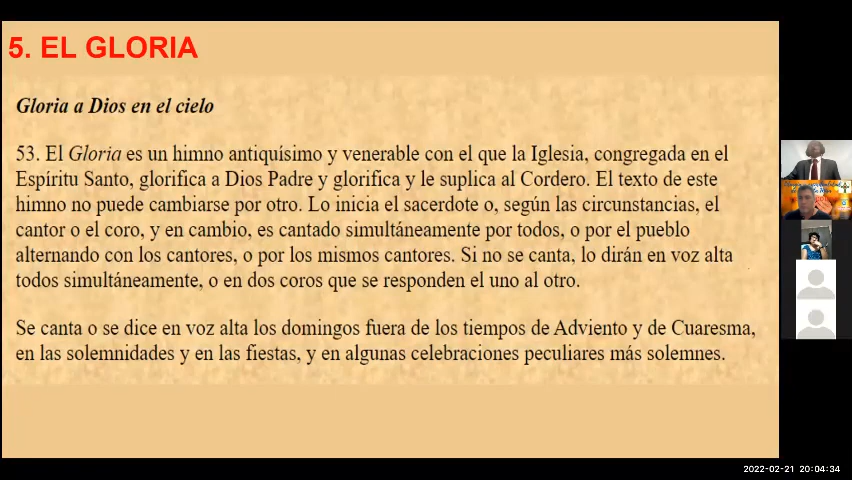 5. EL GLORIA
Gloria a Dios en el cielo
53. El Gloria es un himno antiquísimo y venerable con el que la Iglesia, congregada en el
Espíritu Santo, glorifica a Dios Padre y glorifica y le suplica al Cordero. El texto de este
himno no puede cambiarse por otro. Lo inicia el sacerdote o, según las circunstancias, el
cantor o el coro, y en cambio, es cantado simultáneamente por todos, o por el pueblo
alternando con los cantores, o por los mismos cantores. Si no se canta, lo dirán en voz alta
todos simultáneamente, o en dos coros que se responden el uno al otro.
Se canta o se dice en voz alta los domingos fuera de los tiempos de Adviento y de Cuaresma,
en las solemnidades y en las fiestas, y en algunas celebraciones peculiares más solemnes.
2022-02-21 20:04:34